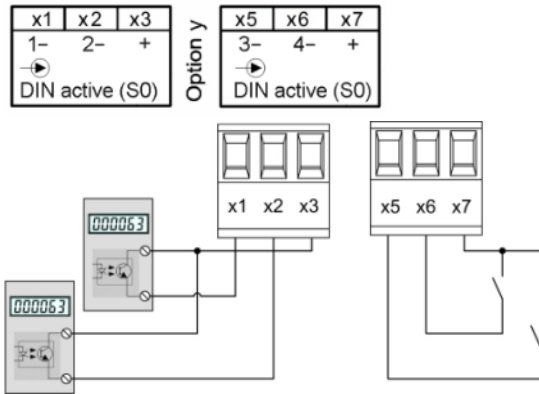 x1 x2 x3
1– 2– +
DIN active (S0)
Option y
x5 x6 x7
3– 4– +
DIN active (S0)
x1 x2 x3
x5 x6 x7
000063
000063